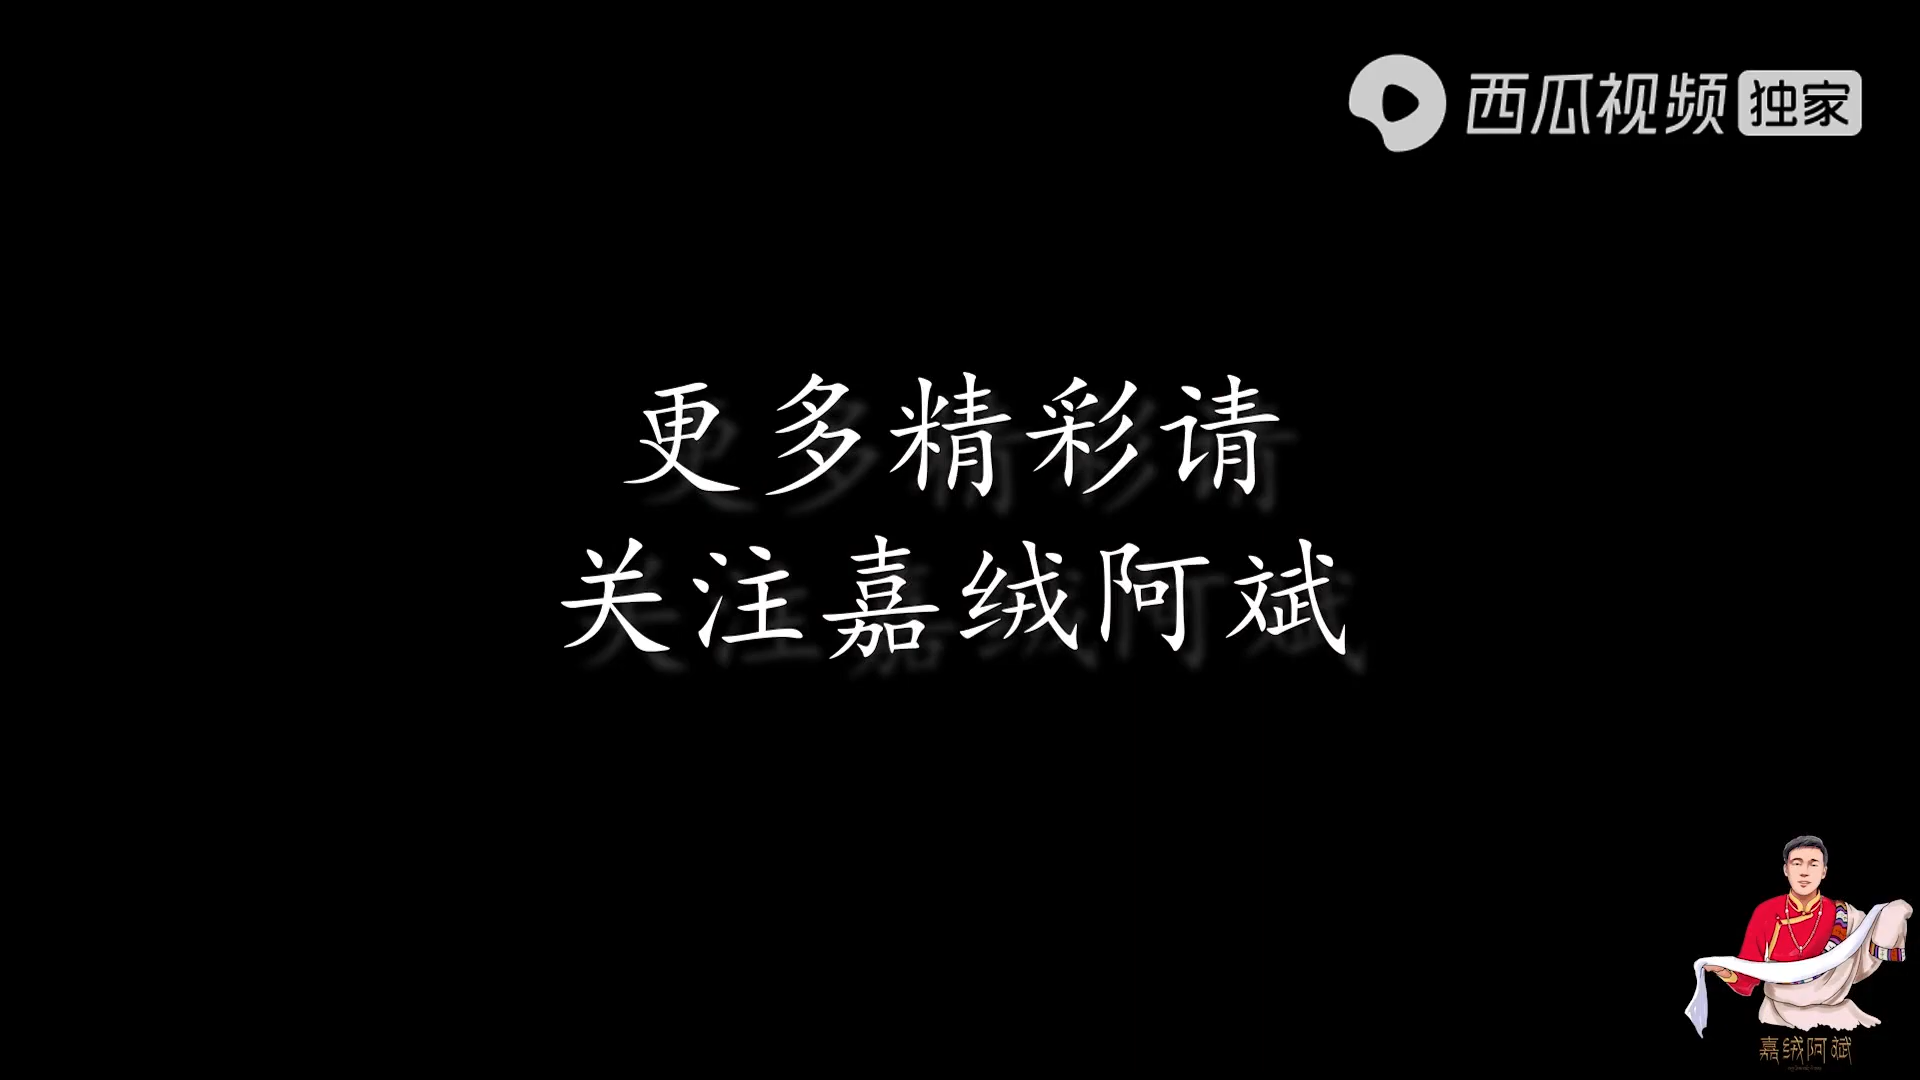 西瓜视频 独家
更多精彩请
关注嘉绒阿斌
嘉绒阿斌